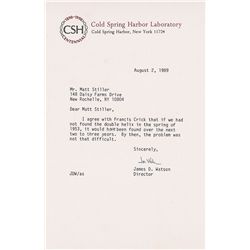 1890-1990
CSH
CENTENNIAL
Cold Spring Harbor Laboratory
Cold Spring Harbor, New York 11724
August 2, 1989
Mr. Matt Stiller
148 Daisy Farms Drive
New Rochelle, NY 10804
Dear Matt Stiller,
I agree with Francis Crick that if we had
not found the double helix in the spring of
1953, it would have been found over the next
two to three years. By then, the problem was
not that difficult.
Sincerely,
James D. Watson
Director
JDW/as